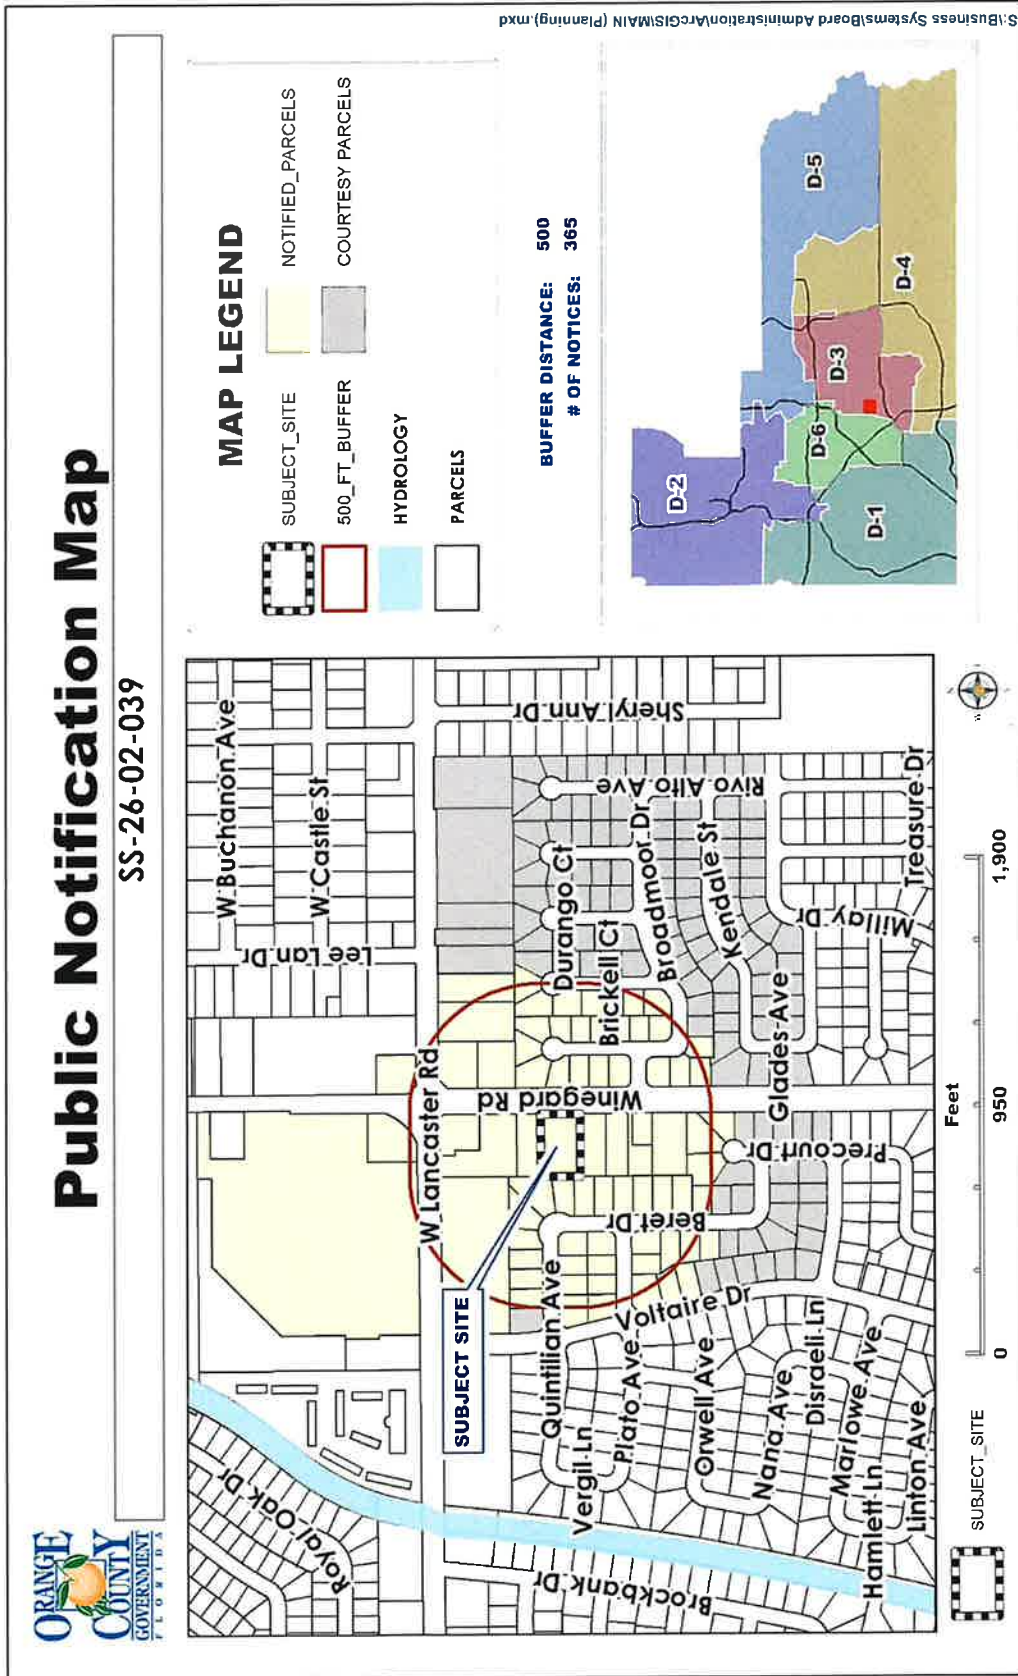 ORANGE
COUNTY
GOVERNMENT
FLORIDA
Public Notification Map
SS-26-02-039
W Buchanon Ave
W Castle St
Lee Lan Dr
W Lancaster Rd
Royal Oak Dr
Sheryl Ann Dr
Rivo Alto Ave
Durango Ct
Brickell Ct
Broadmoor Dr
Kendale St
Glades Ave
Millay Dr
Treasure Dr
Winegard Rd
Precourt Dr
Beret Dr
SUBJECT SITE
Quintilian Ave
Voltaire Dr
Vergil Ln
Plato Ave
Orwell Ave
Nana Ave
Disraeli Ln
Marlowe Ave
Hamlett Ln
Linton Ave
Brockbank Dr
SUBJECT_SITE
Feet
0 950 1,900
MAP LEGEND
SUBJECT_SITE
500_FT_BUFFER
HYDROLOGY
PARCELS
NOTIFIED_PARCELS
COURTESY PARCELS
BUFFER DISTANCE: 500
# OF NOTICES: 365
D-2
D-5
D-6
D-3
D-4
D-1
S:\Business Systems\Board Administration\ArcGIS\MAIN (Planning).mxd